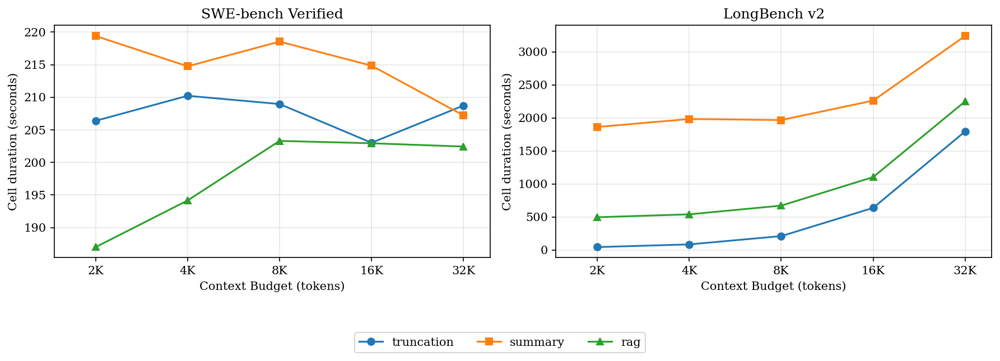 SWE-bench Verified
Cell duration (seconds)
220
215
210
205
200
195
190
2K 4K 8K 16K 32K
Context Budget (tokens)
LongBench v2
Cell duration (seconds)
3000
2500
2000
1500
1000
500
0
2K 4K 8K 16K 32K
Context Budget (tokens)
truncation summary rag